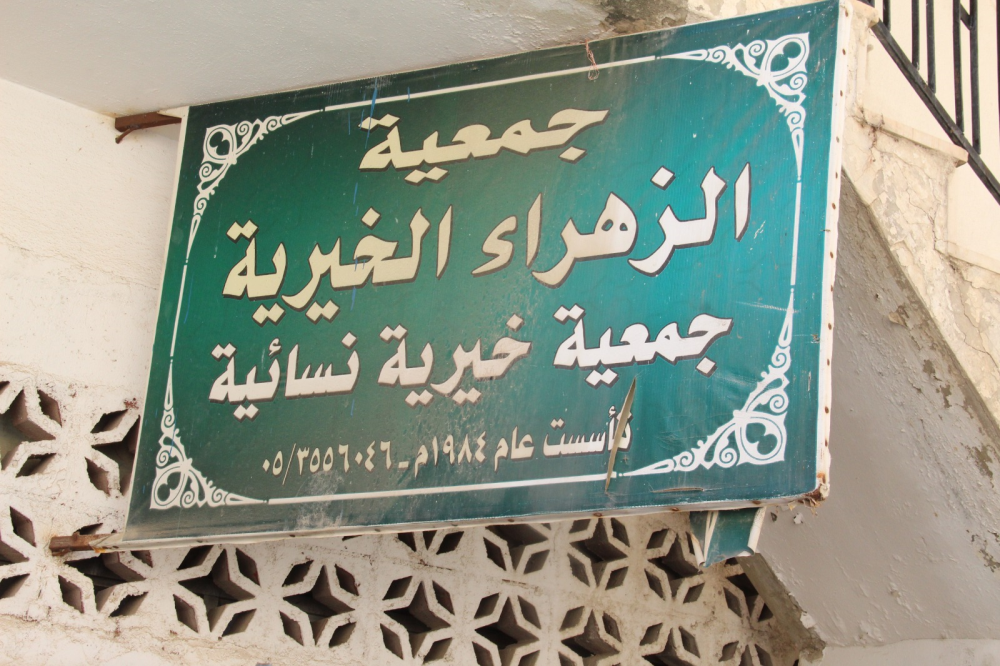 جمعية
الزهراء الخيرية
جمعية خيرية نسائية
تأسست عام ١٩٨٤م - ٠٥/٣٥٥٦٠٤٦